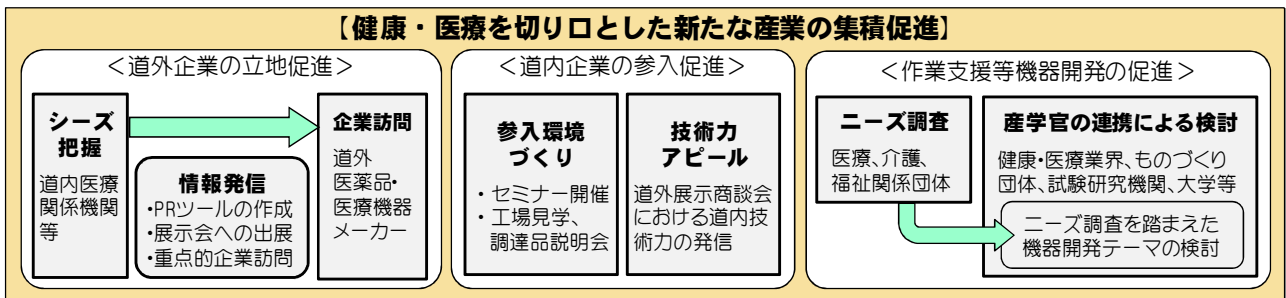 【健康・医療を切り口とした新たな産業の集積促進】
＜道外企業の立地促進＞
シーズ
把握
道内医療
関係機関
等
情報発信
・PRツールの作成
・展示会への出展
・重点的企業訪問
企業訪問
道外
医薬品・
医療機器
メーカー
＜道内企業の参入促進＞
参入環境
づくり
・セミナー開催
・工場見学、
調達品説明会
技術力
アピール
道外展示商談会
における道内技
術力の発信
＜作業支援等機器開発の促進＞
ニーズ調査
医療、介護、
福祉関係団体
産学官の連携による検討
健康・医療業界、ものづくり
団体、試験研究機関、大学等
ニーズ調査を踏まえた
機器開発テーマの検討